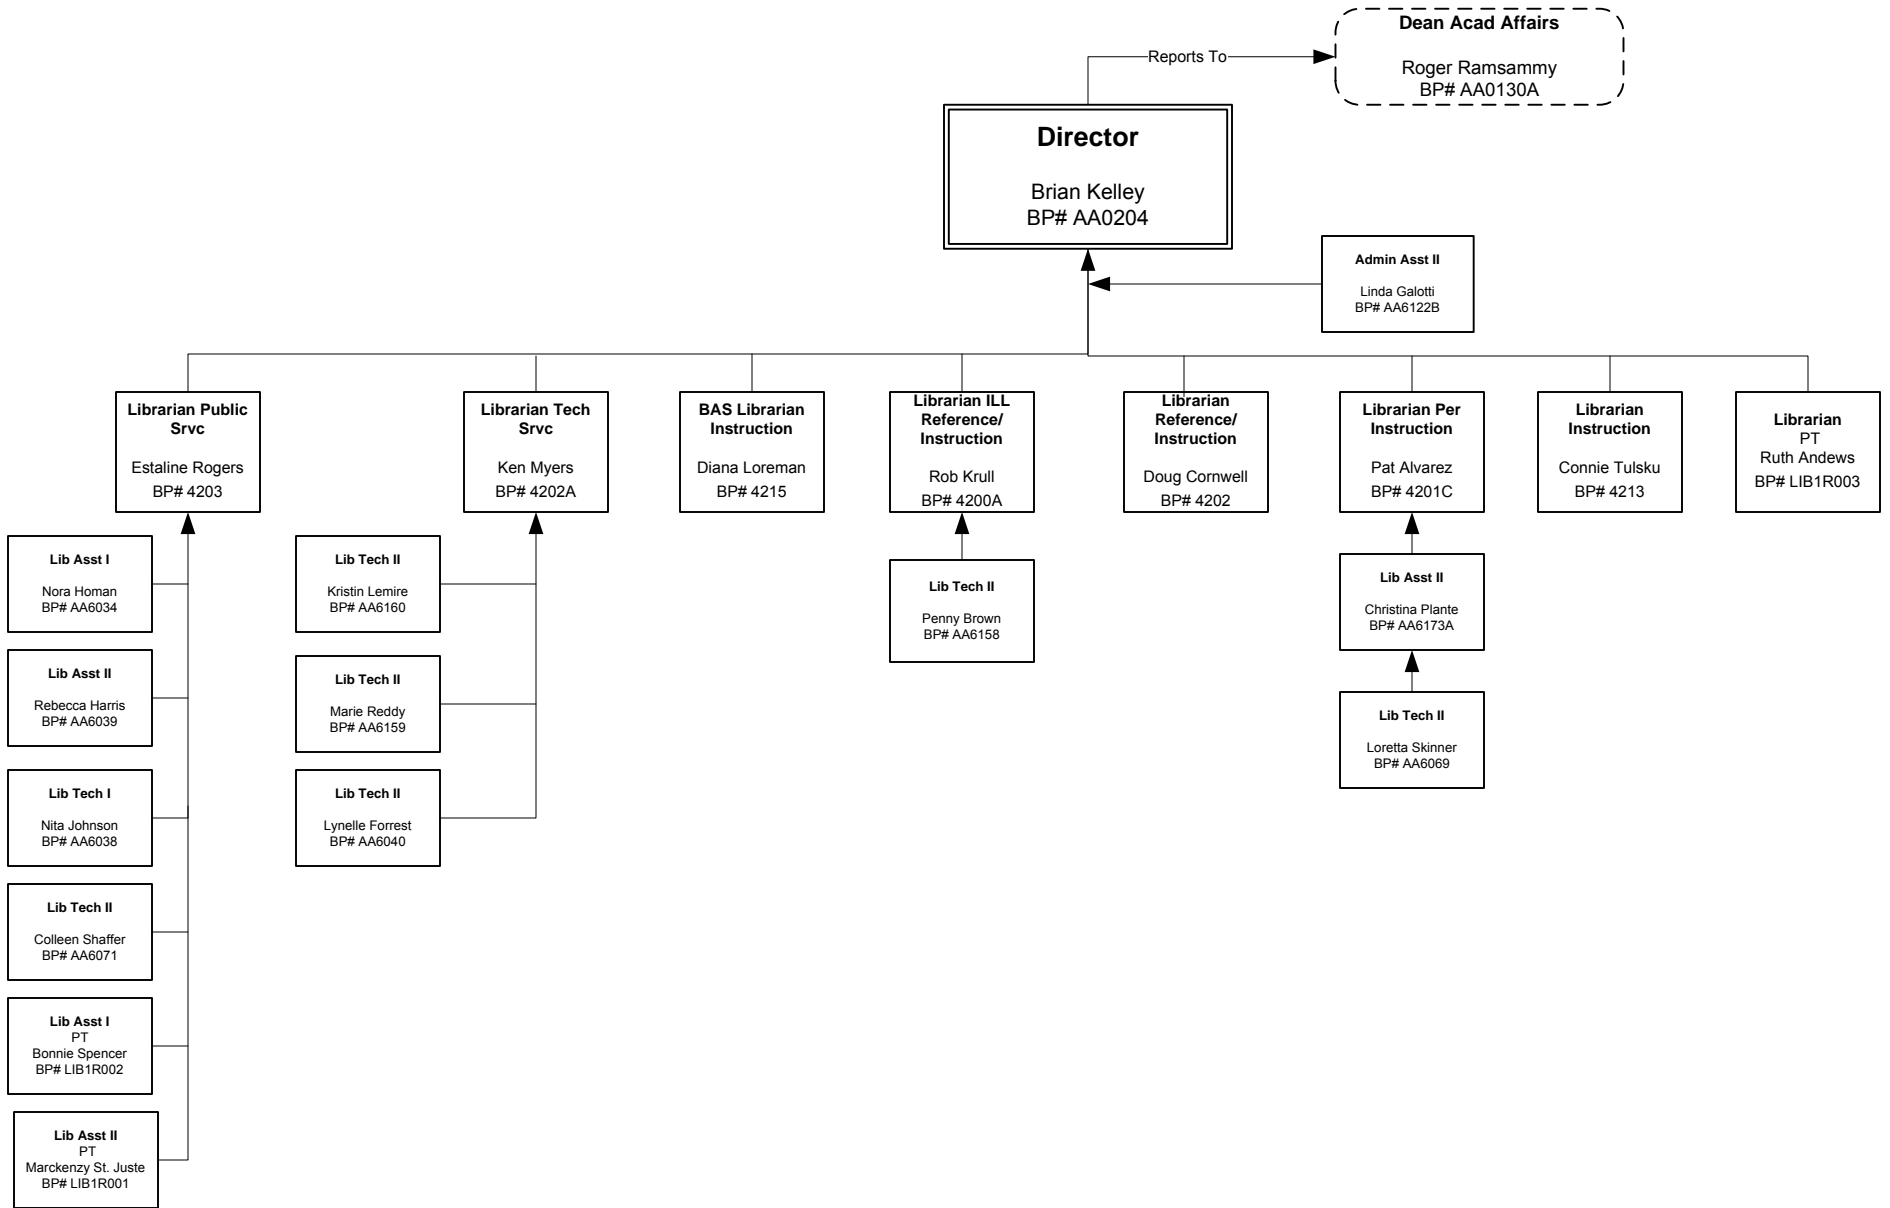 Dean Acad Affairs
Roger Ramsammy
BP# AA0130A
Reports To
Director
Brian Kelley
BP# AA0204
Admin Asst II
Linda Galotti
BP# AA6122B
Librarian Public
Srvc
Estaline Rogers
BP# 4203
Librarian Tech
Srvc
Ken Myers
BP# 4202A
BAS Librarian
Instruction
Diana Loreman
BP# 4215
Librarian ILL
Reference/
Instruction
Rob Krull
BP# 4200A
Librarian
Reference/
Instruction
Doug Cornwell
BP# 4202
Librarian Per
Instruction
Pat Alvarez
BP# 4201C
Librarian
Instruction
Connie Tulsku
BP# 4213
Librarian
PT
Ruth Andews
BP# LIB1R003
Lib Asst I
Nora Homan
BP# AA6034
Lib Asst II
Rebecca Harris
BP# AA6039
Lib Tech I
Nita Johnson
BP# AA6038
Lib Tech II
Colleen Shaffer
BP# AA6071
Lib Asst I
PT
Bonnie Spencer
BP# LIB1R002
Lib Asst II
PT
Marckenzy St. Juste
BP# LIB1R001
Lib Tech II
Kristin Lemire
BP# AA6160
Lib Tech II
Marie Reddy
BP# AA6159
Lib Tech II
Lynelle Forrest
BP# AA6040
Lib Tech II
Penny Brown
BP# AA6158
Lib Asst II
Christina Plante
BP# AA6173A
Lib Tech II
Loretta Skinner
BP# AA6069